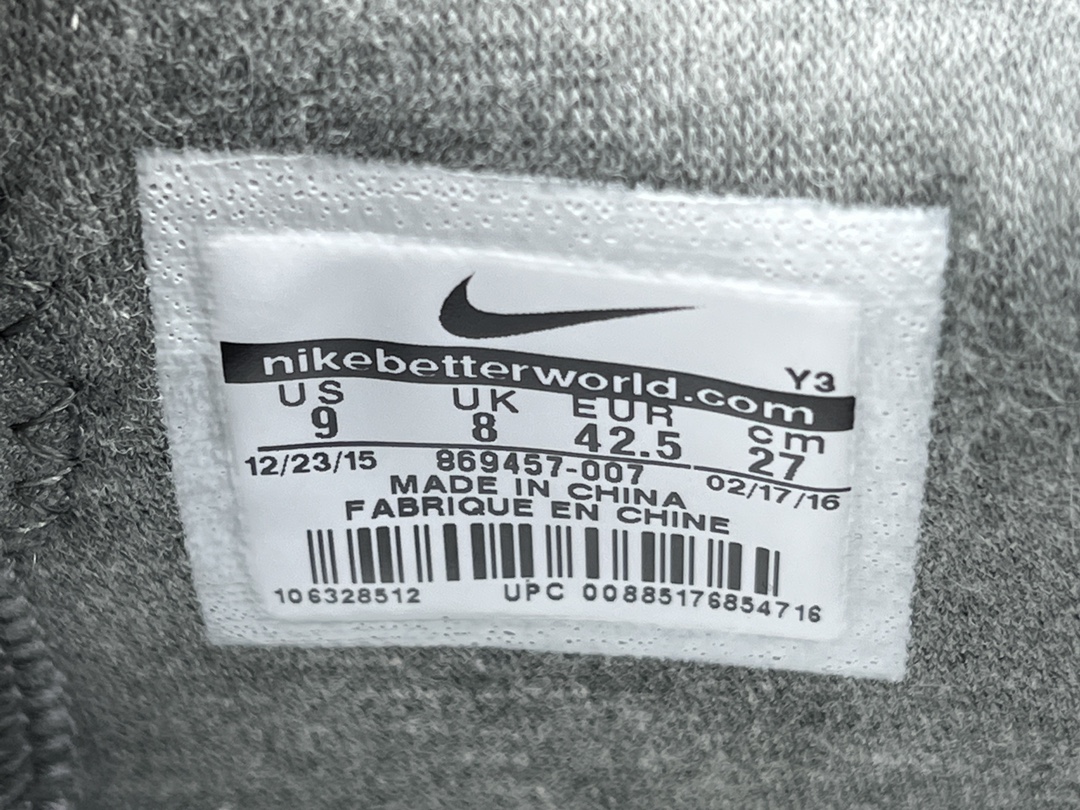 nikebetterworld.com
Y3
US UK EUR cm
9 8 42.5 27
12/23/15 869457-007 02/17/16
MADE IN CHINA
FABRIQUE EN CHINE
106328512 UPC 00885176854716